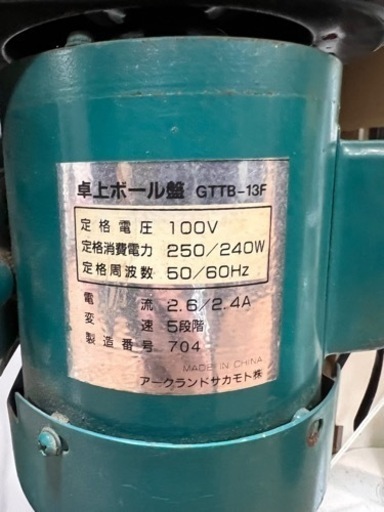 卓上ボール盤 GTTB-13F
定格電圧 100V
定格消費電力 250/240W
定格周波数 50/60Hz
電流 2.6/2.4A
変速 5段階
製造番号 704
MADE IN CHINA
アークランドサカモト㈱